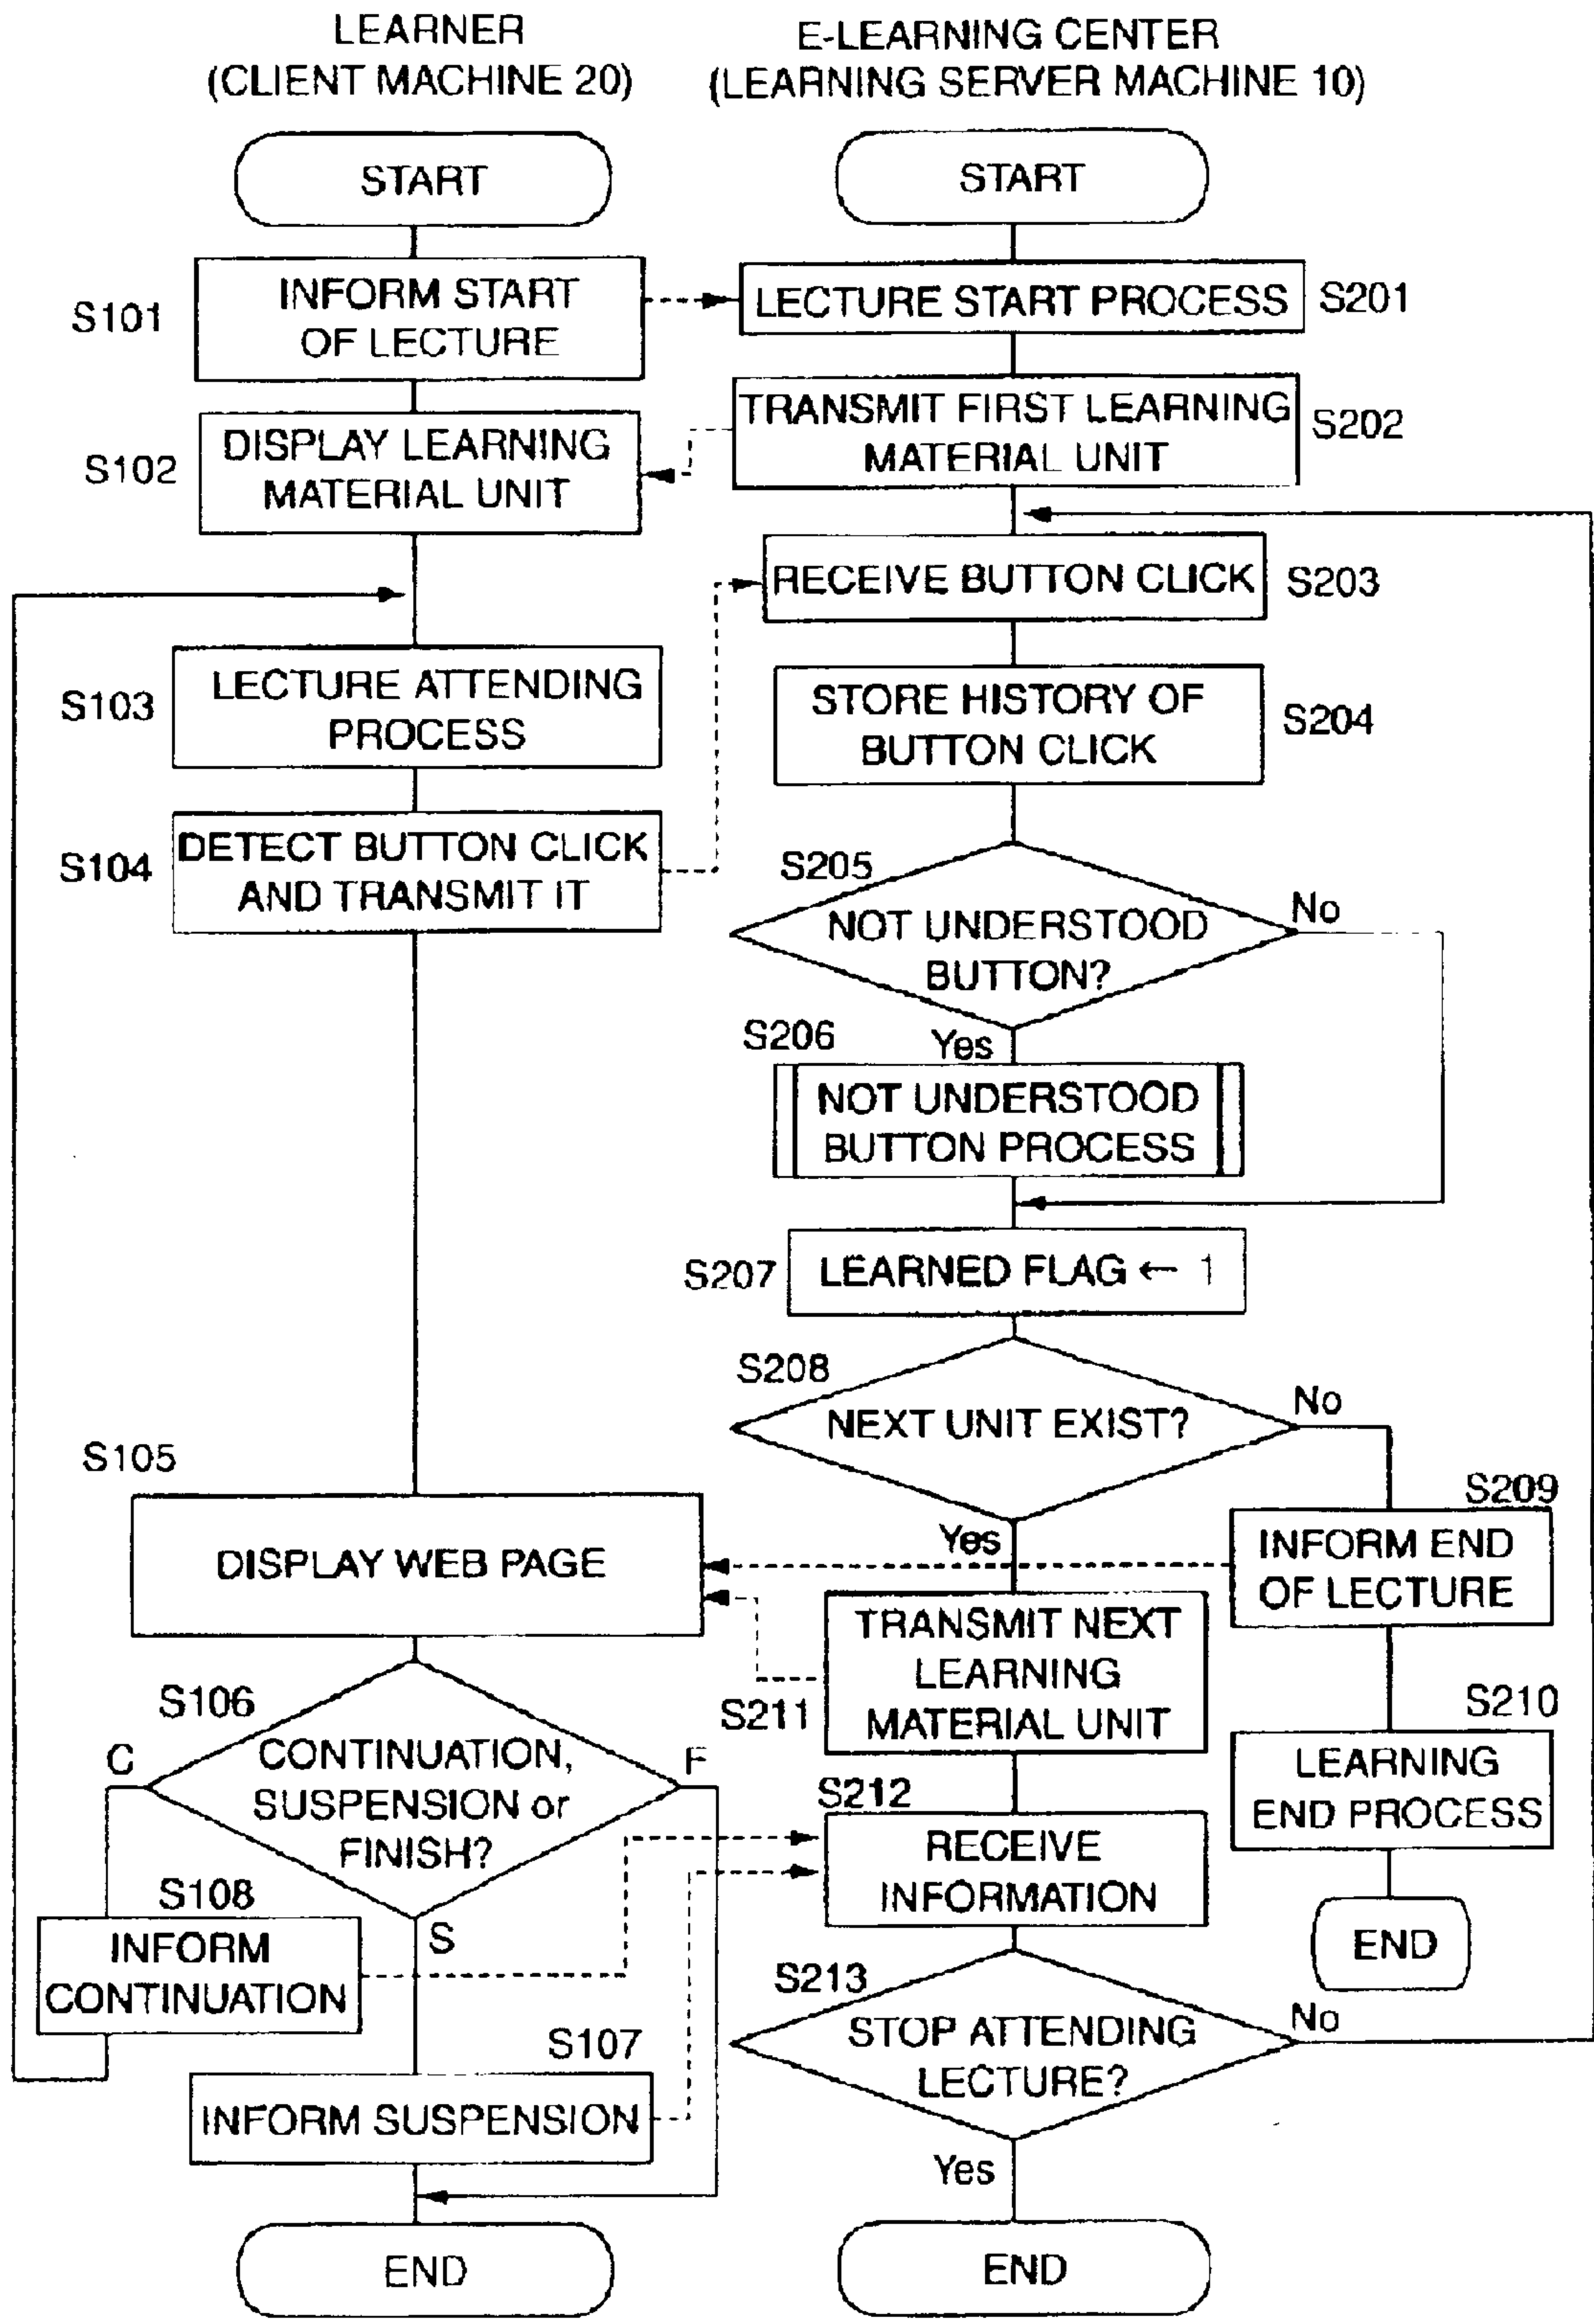 LEARNER
(CLIENT MACHINE 20)
E-LEARNING CENTER
(LEARNING SERVER MACHINE 10)
START
START
S101
INFORM START
OF LECTURE
LECTURE START PROCESS
S201
S102
DISPLAY LEARNING
MATERIAL UNIT
TRANSMIT FIRST LEARNING
MATERIAL UNIT
S202
RECEIVE BUTTON CLICK
S203
S103
LECTURE ATTENDING
PROCESS
STORE HISTORY OF
BUTTON CLICK
S204
S104
DETECT BUTTON CLICK
AND TRANSMIT IT
S205
NOT UNDERSTOOD
BUTTON?
No
Yes
S206
NOT UNDERSTOOD
BUTTON PROCESS
S207
LEARNED FLAG ← 1
S208
NEXT UNIT EXIST?
No
Yes
S105
DISPLAY WEB PAGE
S209
INFORM END
OF LECTURE
S211
TRANSMIT NEXT
LEARNING
MATERIAL UNIT
S210
LEARNING
END PROCESS
END
S106
CONTINUATION,
SUSPENSION or
FINISH?
C
F
S
S212
RECEIVE
INFORMATION
S108
INFORM
CONTINUATION
S213
STOP ATTENDING
LECTURE?
No
Yes
S107
INFORM SUSPENSION
END
END